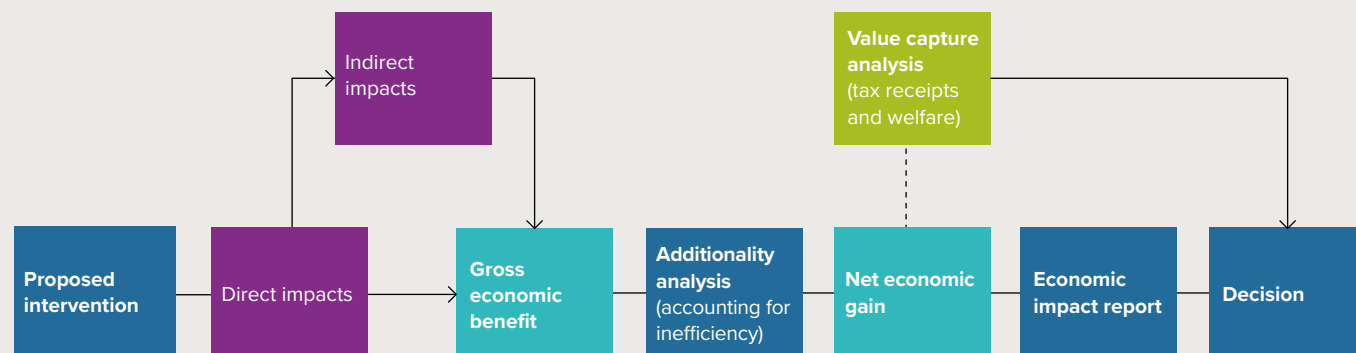 Indirect
impacts
Value capture
analysis
(tax receipts
and welfare)
Proposed
intervention
Direct impacts
Gross
economic
benefit
Additionality
analysis
(accounting for
inefficiency)
Net economic
gain
Economic
impact report
Decision